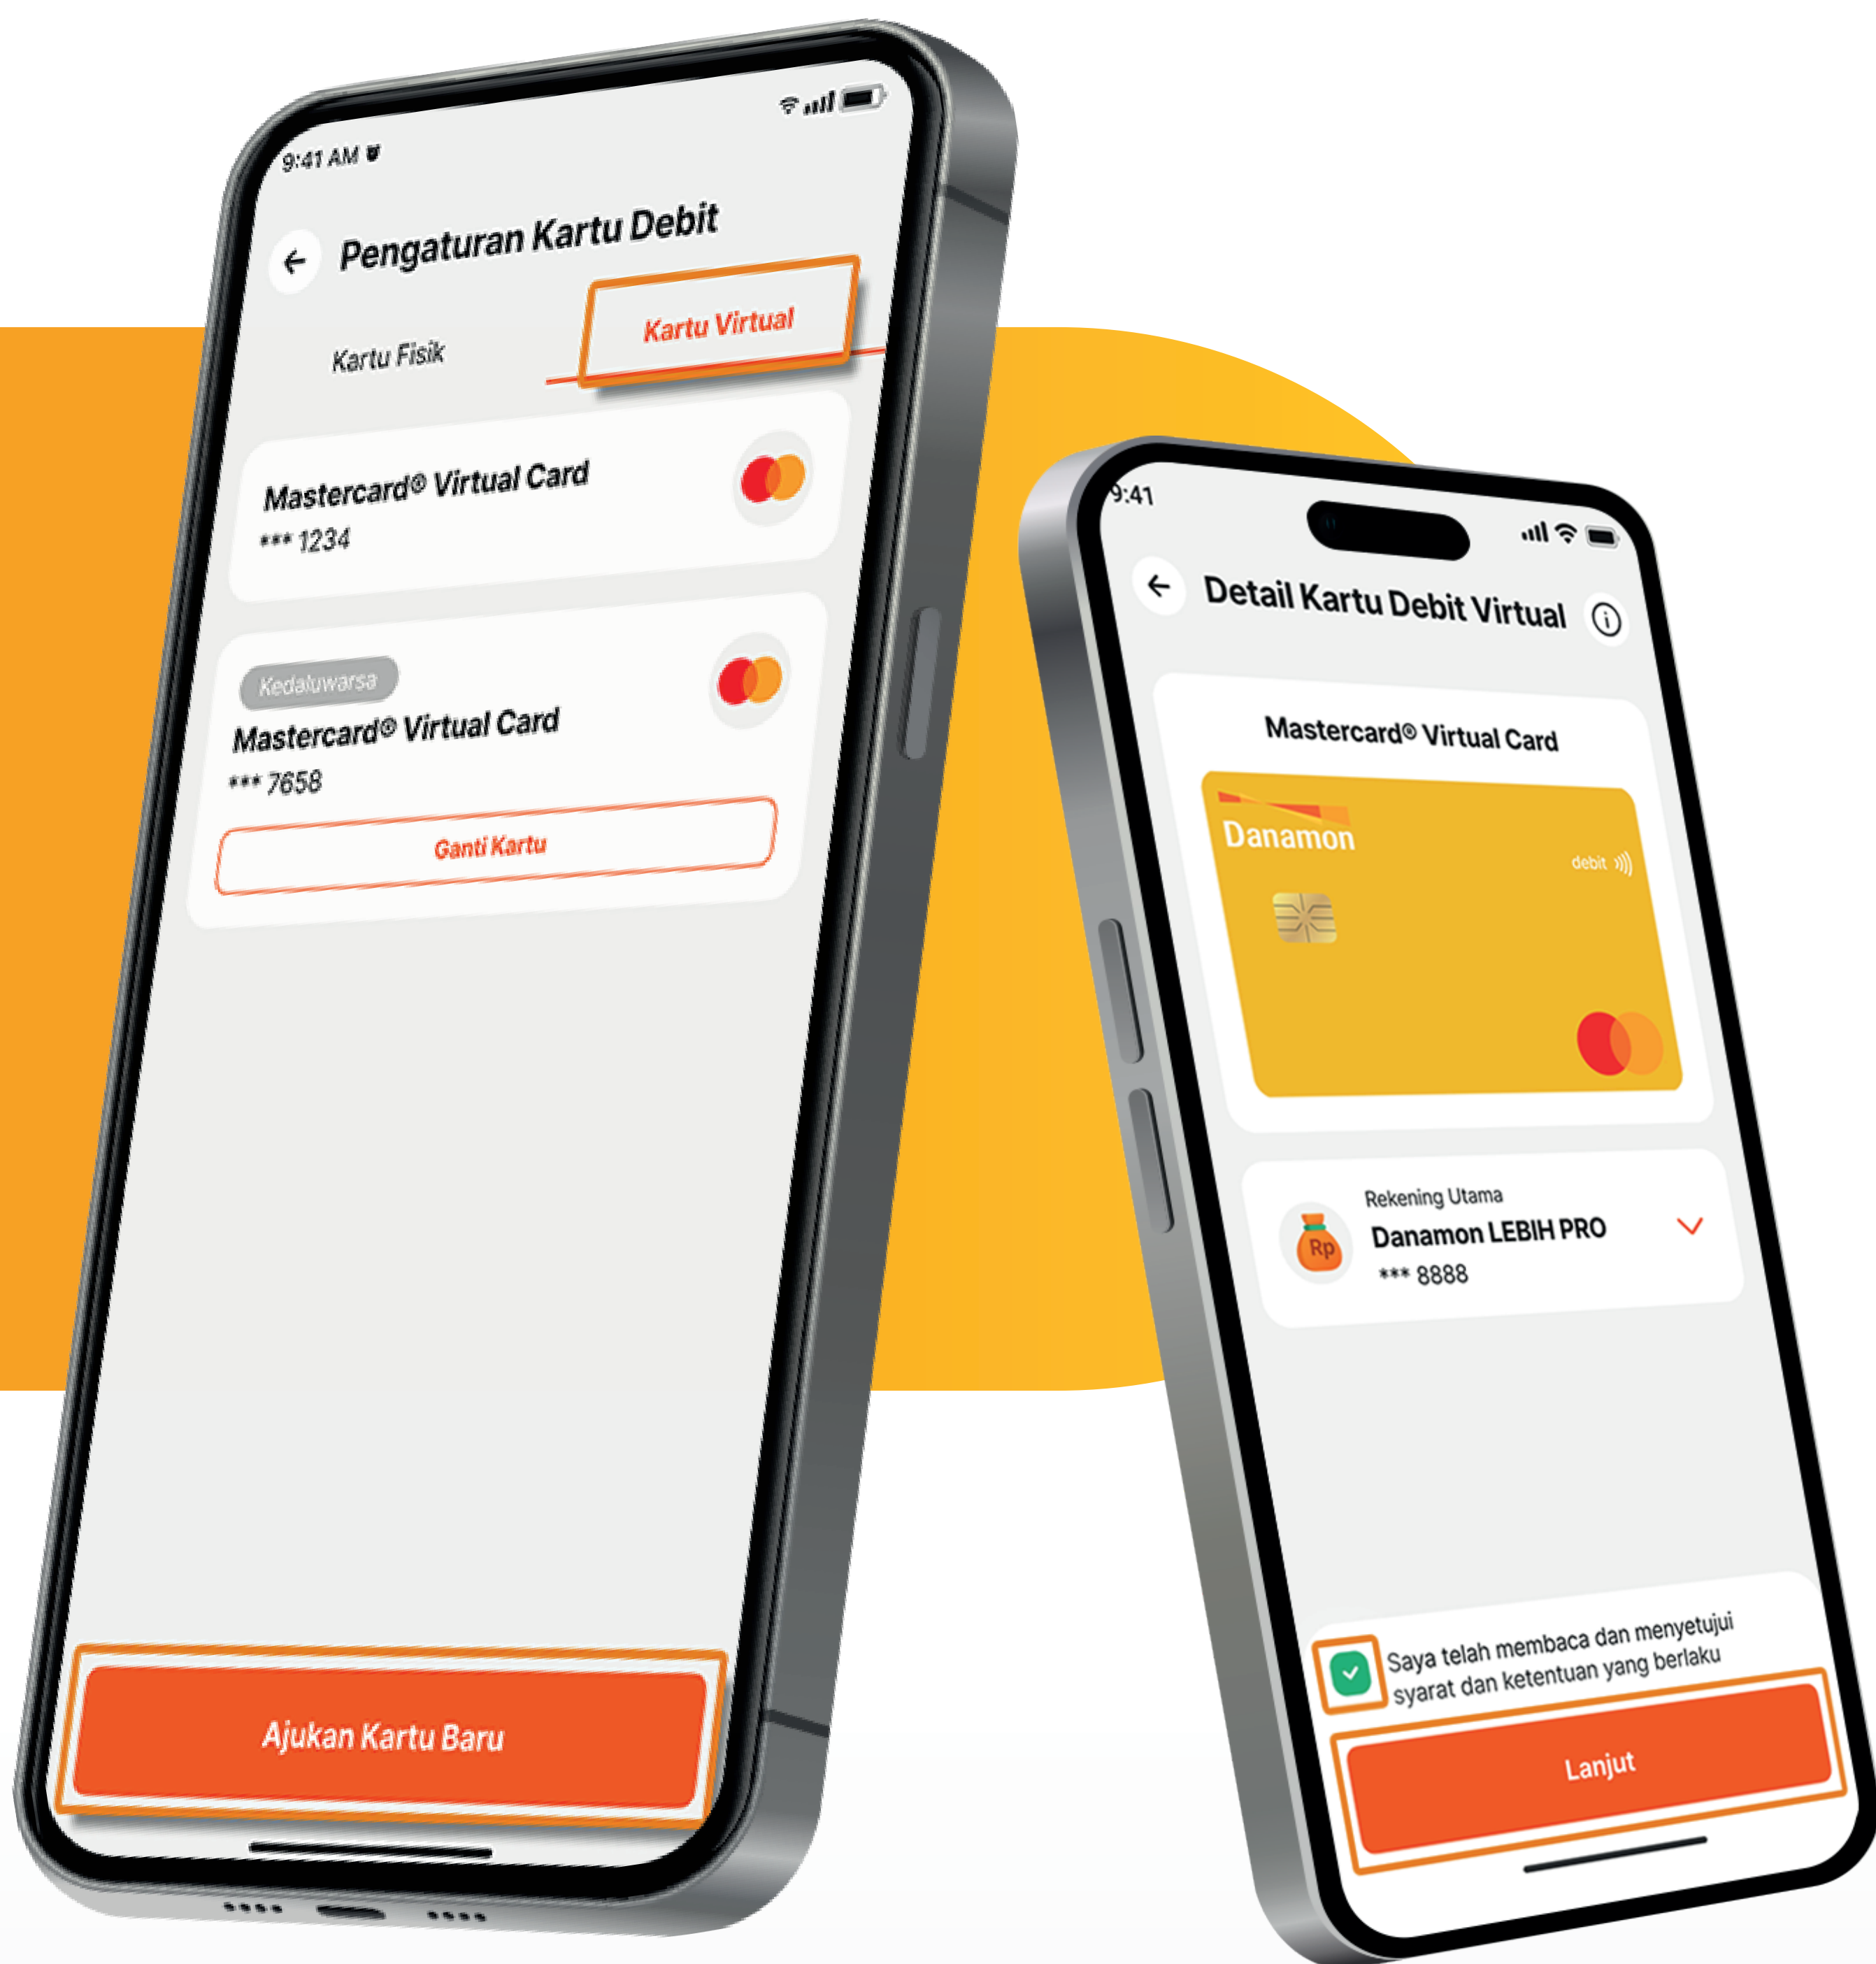 9:41 AM
Pengaturan Kartu Debit
Kartu Fisik
Kartu Virtual
Mastercard® Virtual Card
*** 1234
Kedaluwarsa
Mastercard® Virtual Card
*** 7658
Ganti Kartu
Ajukan Kartu Baru
9:41
Detail Kartu Debit Virtual
Mastercard® Virtual Card
Danamon
debit
Rekening Utama
Rp
Danamon LEBIH PRO
*** 8888
Saya telah membaca dan menyetujui
syarat dan ketentuan yang berlaku
Lanjut